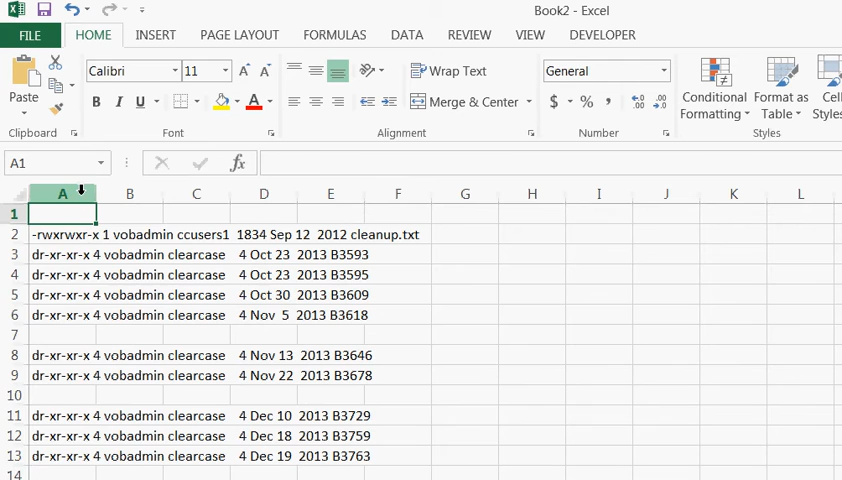 Book2 - Excel
FILE HOME INSERT PAGE LAYOUT FORMULAS DATA REVIEW VIEW DEVELOPER
Calibri 11 Wrap Text General
Paste B I U Merge & Center $ % Conditional Formatting Format as Table Cell Styles
Clipboard Font Alignment Number Styles
A1 fx
A B C D E F G H I J K L
1
2 -rwxrwxr-x 1 vobadmin ccusers1 1834 Sep 12 2012 cleanup.txt
3 dr-xr-xr-x 4 vobadmin clearcase 4 Oct 23 2013 B3593
4 dr-xr-xr-x 4 vobadmin clearcase 4 Oct 23 2013 B3595
5 dr-xr-xr-x 4 vobadmin clearcase 4 Oct 30 2013 B3609
6 dr-xr-xr-x 4 vobadmin clearcase 4 Nov 5 2013 B3618
7
8 dr-xr-xr-x 4 vobadmin clearcase 4 Nov 13 2013 B3646
9 dr-xr-xr-x 4 vobadmin clearcase 4 Nov 22 2013 B3678
10
11 dr-xr-xr-x 4 vobadmin clearcase 4 Dec 10 2013 B3729
12 dr-xr-xr-x 4 vobadmin clearcase 4 Dec 18 2013 B3759
13 dr-xr-xr-x 4 vobadmin clearcase 4 Dec 19 2013 B3763
14